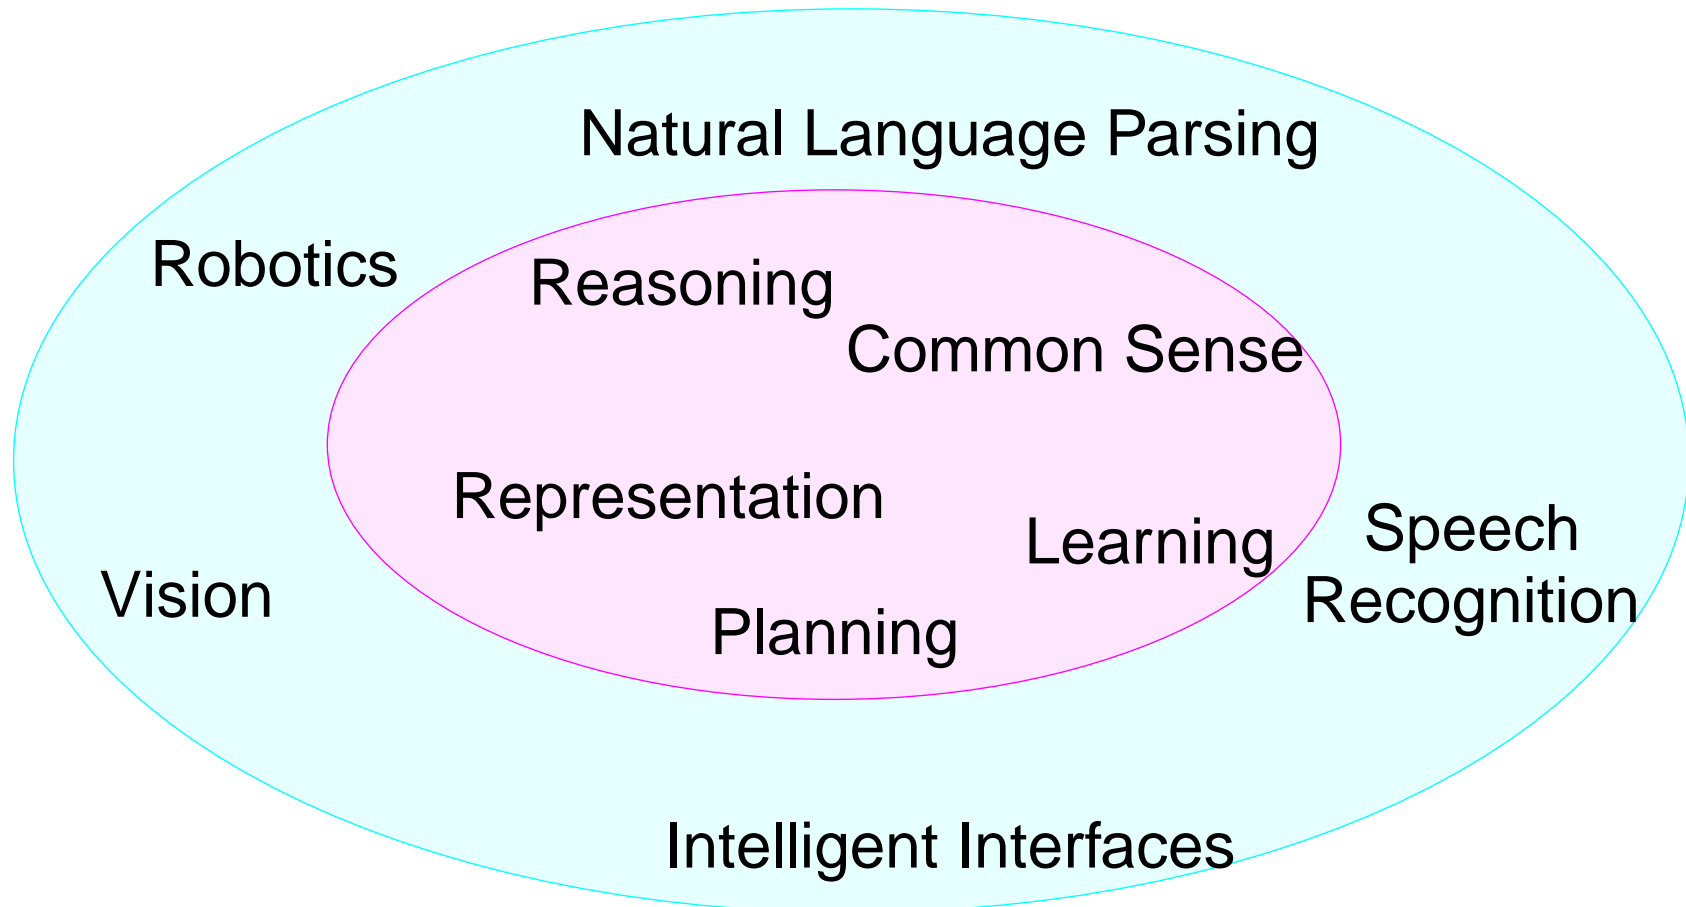 Natural Language Parsing
Robotics
Reasoning
Common Sense
Representation
Learning
Speech
Recognition
Vision
Planning
Intelligent Interfaces